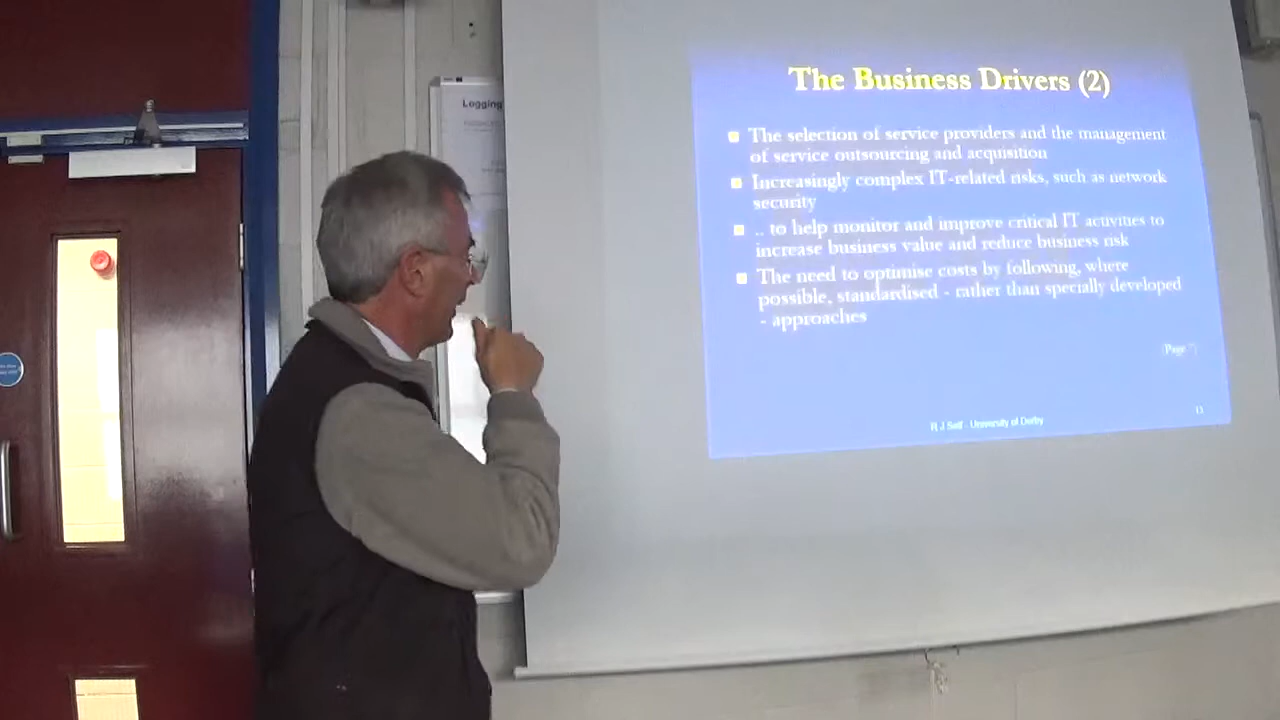 Logging
The Business Drivers (2)
The selection of service providers and the management
of service outsourcing and acquisition
Increasingly complex IT-related risks, such as network
security
.. to help monitor and improve critical IT activities to
increase business value and reduce business risk
The need to optimise costs by following, where
possible, standardised - rather than specially developed
- approaches
Page 7
R J Self - University of Derby
13